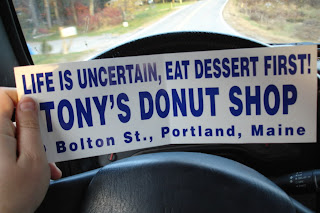 LIFE IS UNCERTAIN, EAT DESSERT FIRST!
TONY'S DONUT SHOP
Bolton St., Portland, Maine